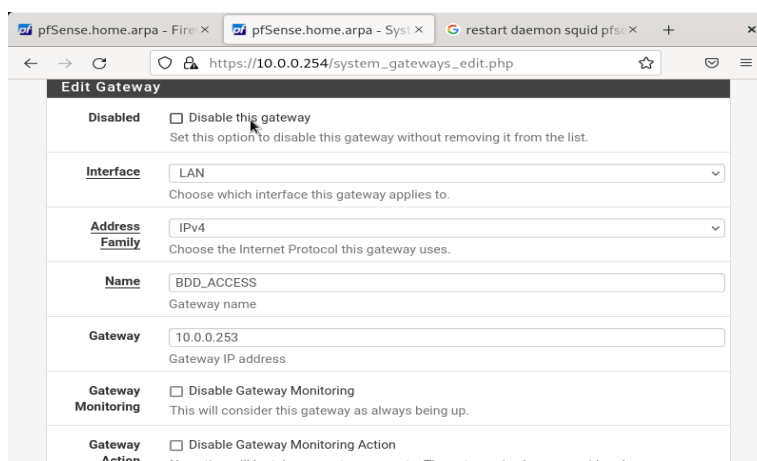 pfSense.home.arpa - Fire
pfSense.home.arpa - Syst
restart daemon squid pfse
https://10.0.0.254/system_gateways_edit.php
Edit Gateway
Disabled
Disable this gateway
Set this option to disable this gateway without removing it from the list.
Interface
LAN
Choose which interface this gateway applies to.
Address
Family
IPv4
Choose the Internet Protocol this gateway uses.
Name
BDD_ACCESS
Gateway name
Gateway
10.0.0.253
Gateway IP address
Gateway
Monitoring
Disable Gateway Monitoring
This will consider this gateway as always being up.
Gateway
Action
Disable Gateway Monitoring Action